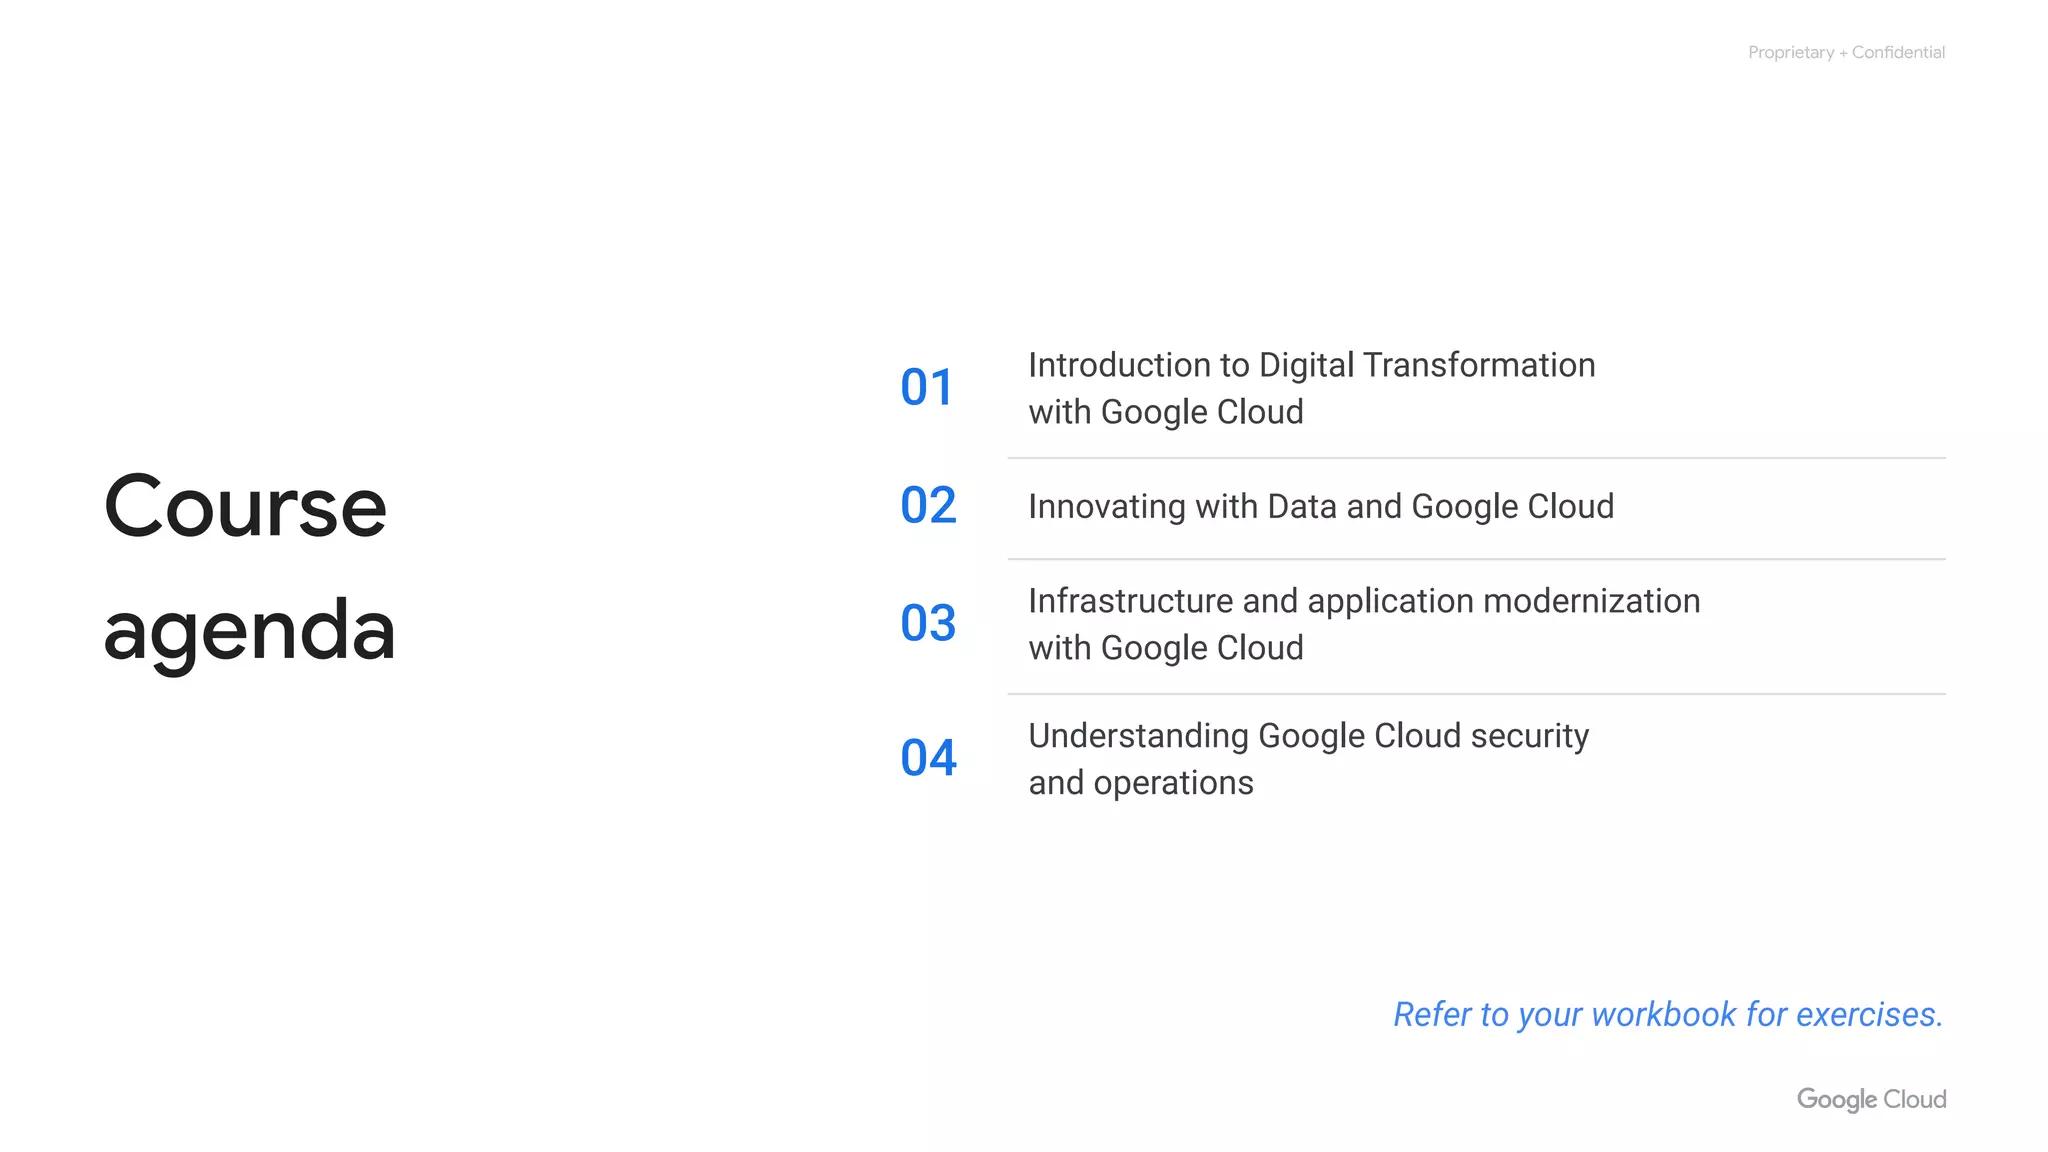 Proprietary + Confidential
Course
agenda
01
Introduction to Digital Transformation
with Google Cloud
02
Innovating with Data and Google Cloud
03
Infrastructure and application modernization
with Google Cloud
04
Understanding Google Cloud security
and operations
Refer to your workbook for exercises.
Google Cloud